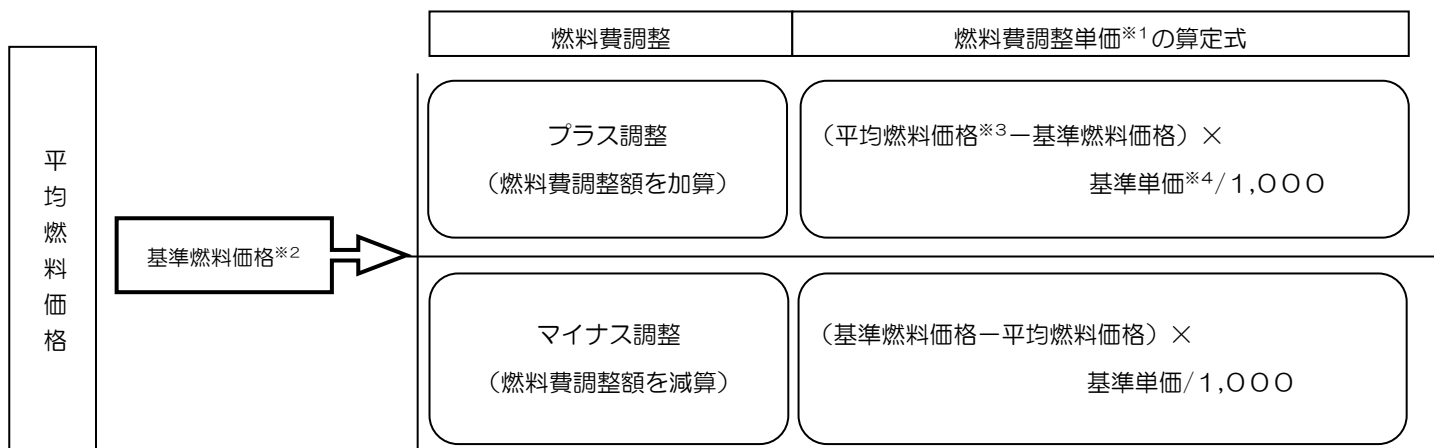 燃料費調整 燃料費調整単価※1の算定式
平均燃料価格
基準燃料価格※2
プラス調整
（燃料費調整額を加算）
（平均燃料価格※3－基準燃料価格）×
基準単価※4/１,０００
マイナス調整
（燃料費調整額を減算）
（基準燃料価格－平均燃料価格）×
基準単価/１,０００